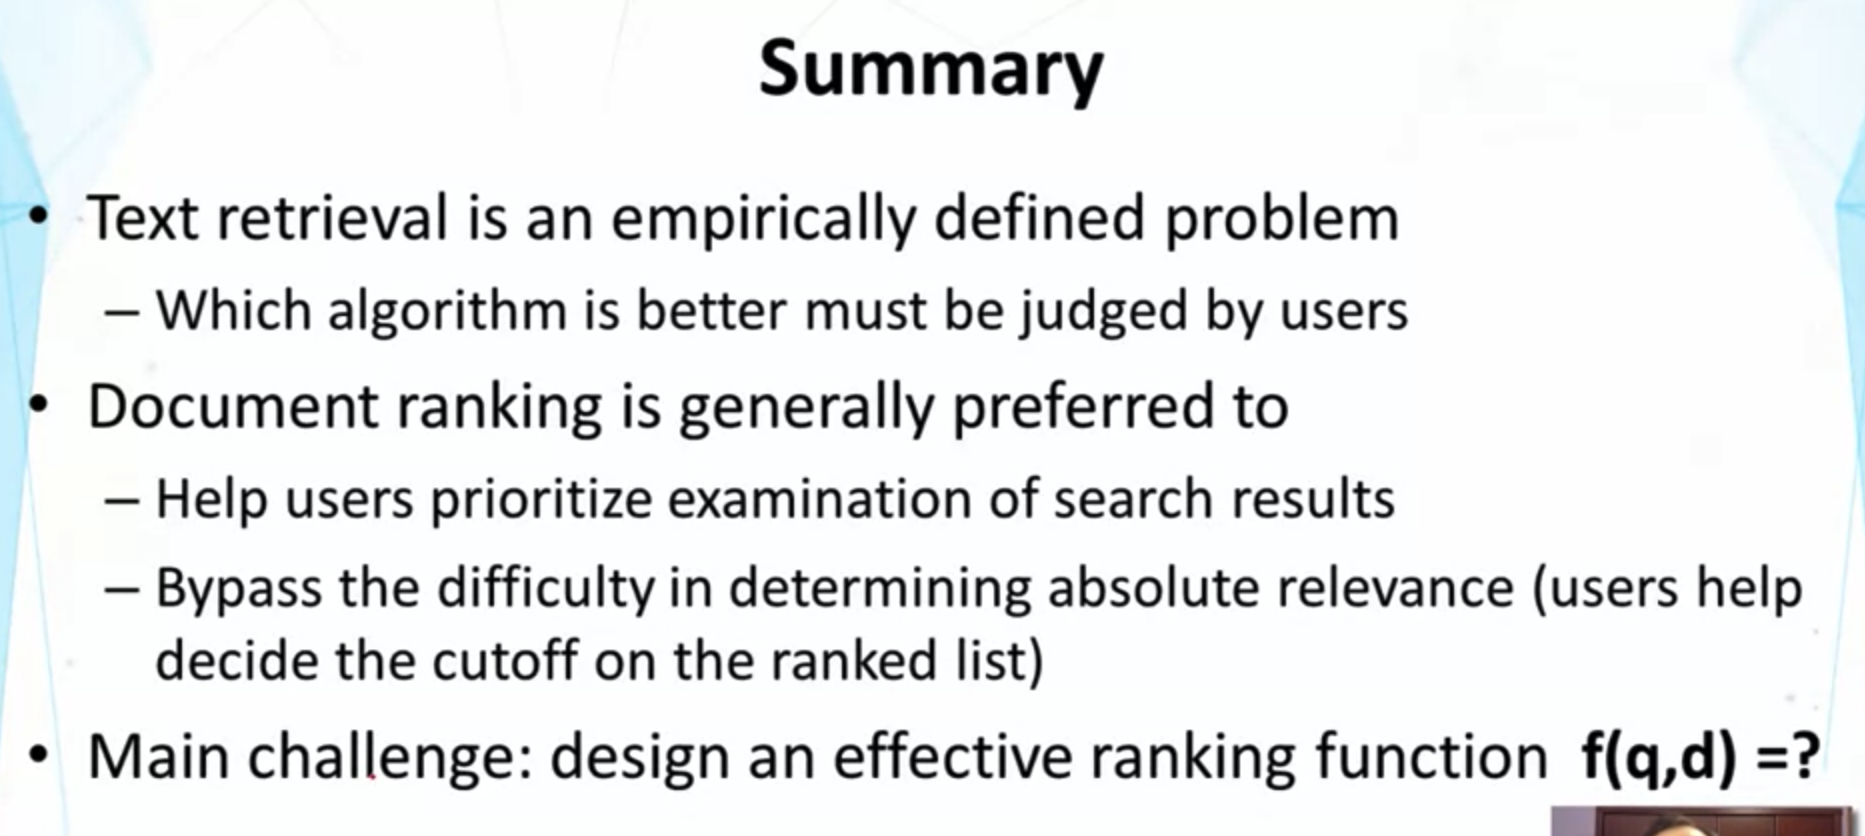 Summary
• Text retrieval is an empirically defined problem
– Which algorithm is better must be judged by users
• Document ranking is generally preferred to
– Help users prioritize examination of search results
– Bypass the difficulty in determining absolute relevance (users help
decide the cutoff on the ranked list)
• Main challenge: design an effective ranking function f(q,d) =?